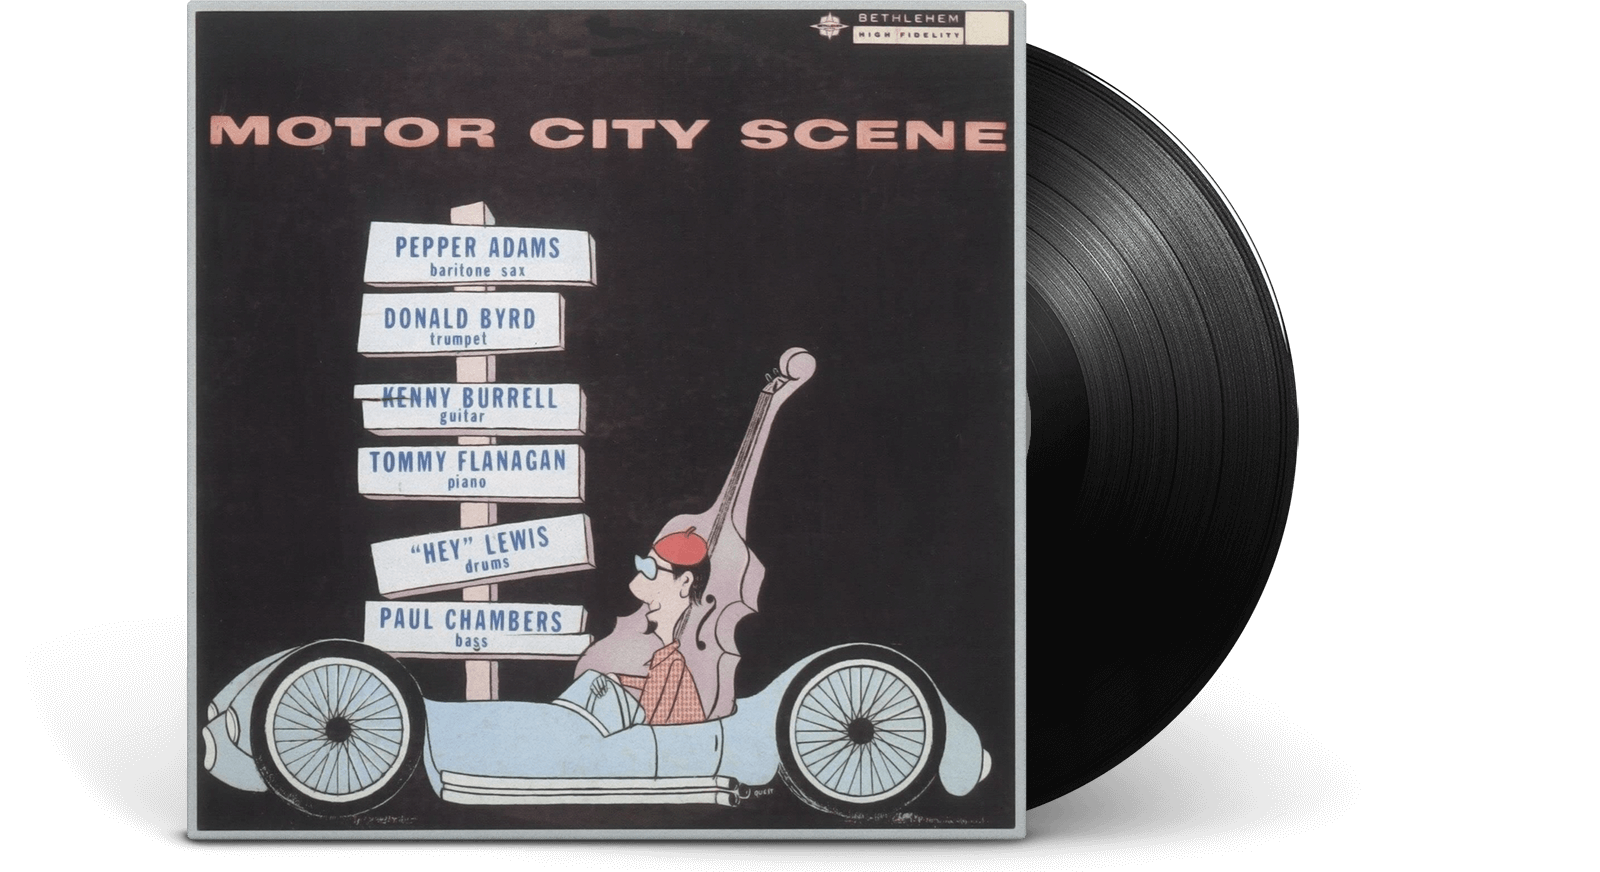 BETHLEHEM
HIGH FIDELITY
MOTOR CITY SCENE
PEPPER ADAMS
baritone sax
DONALD BYRD
trumpet
KENNY BURRELL
guitar
TOMMY FLANAGAN
piano
"HEY" LEWIS
drums
PAUL CHAMBERS
bass
QUEST